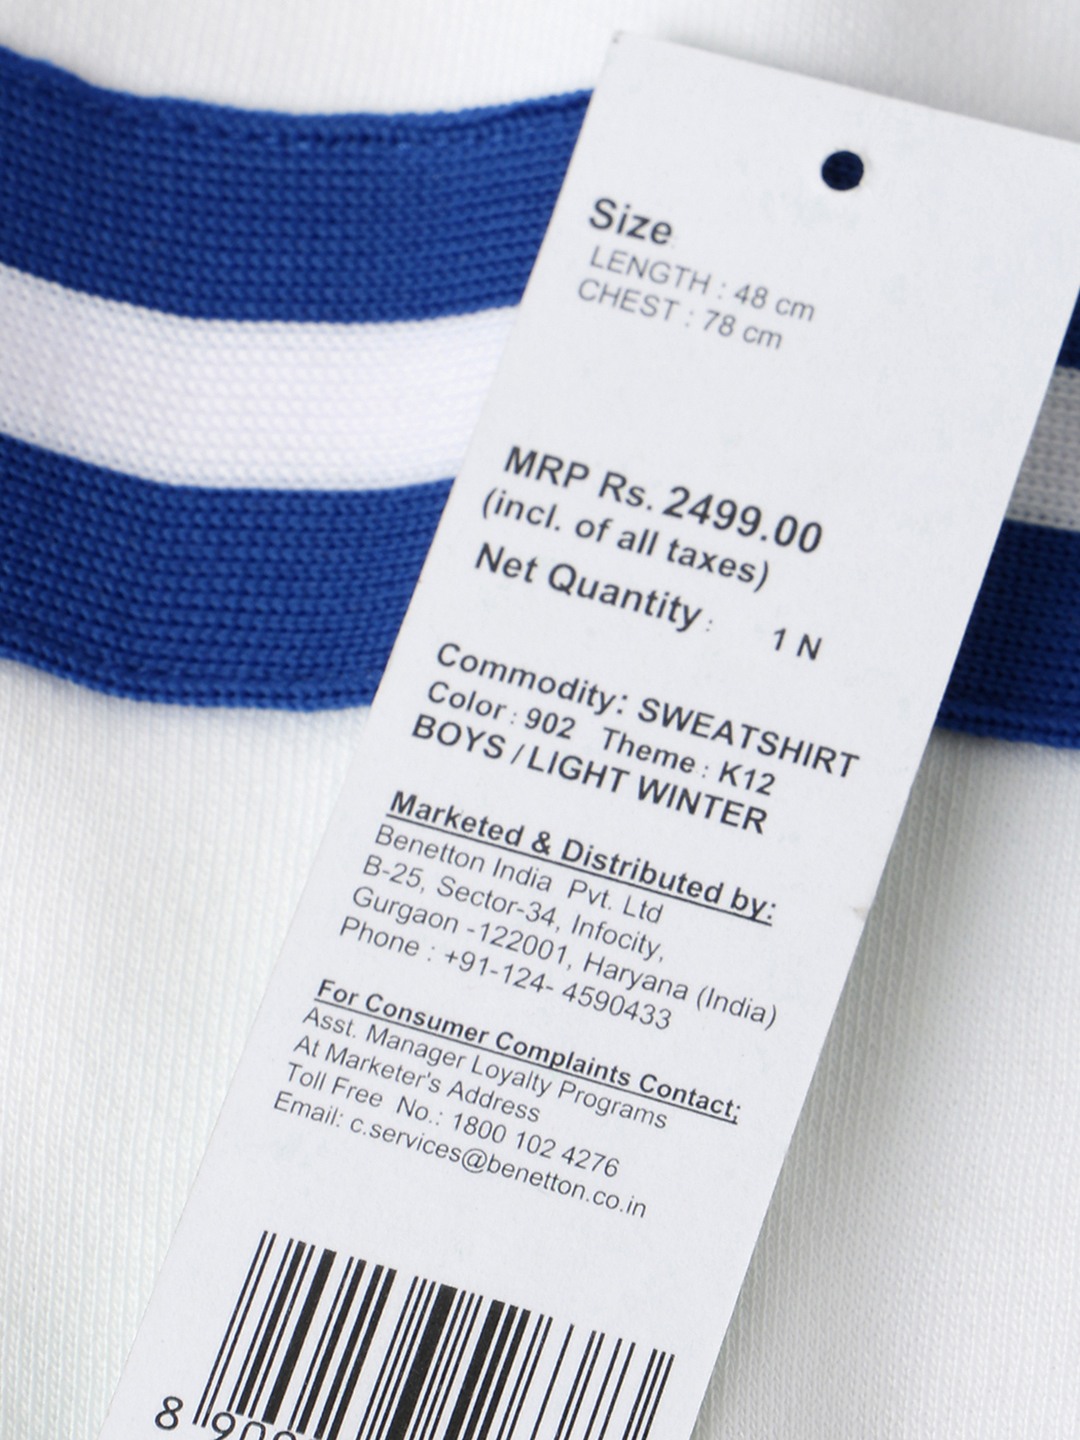 Size
LENGTH : 48 cm
CHEST : 78 cm
MRP Rs. 2499.00
(incl. of all taxes)
Net Quantity : 1 N
Commodity: SWEATSHIRT
Color : 902 Theme : K12
BOYS / LIGHT WINTER
Marketed & Distributed by:
Benetton India Pvt. Ltd
B-25, Sector-34, Infocity,
Gurgaon -122001, Haryana (India)
Phone : +91-124- 4590433
For Consumer Complaints Contact;
Asst. Manager Loyalty Programs
At Marketer's Address
Toll Free No.: 1800 102 4276
Email: c.services@benetton.co.in